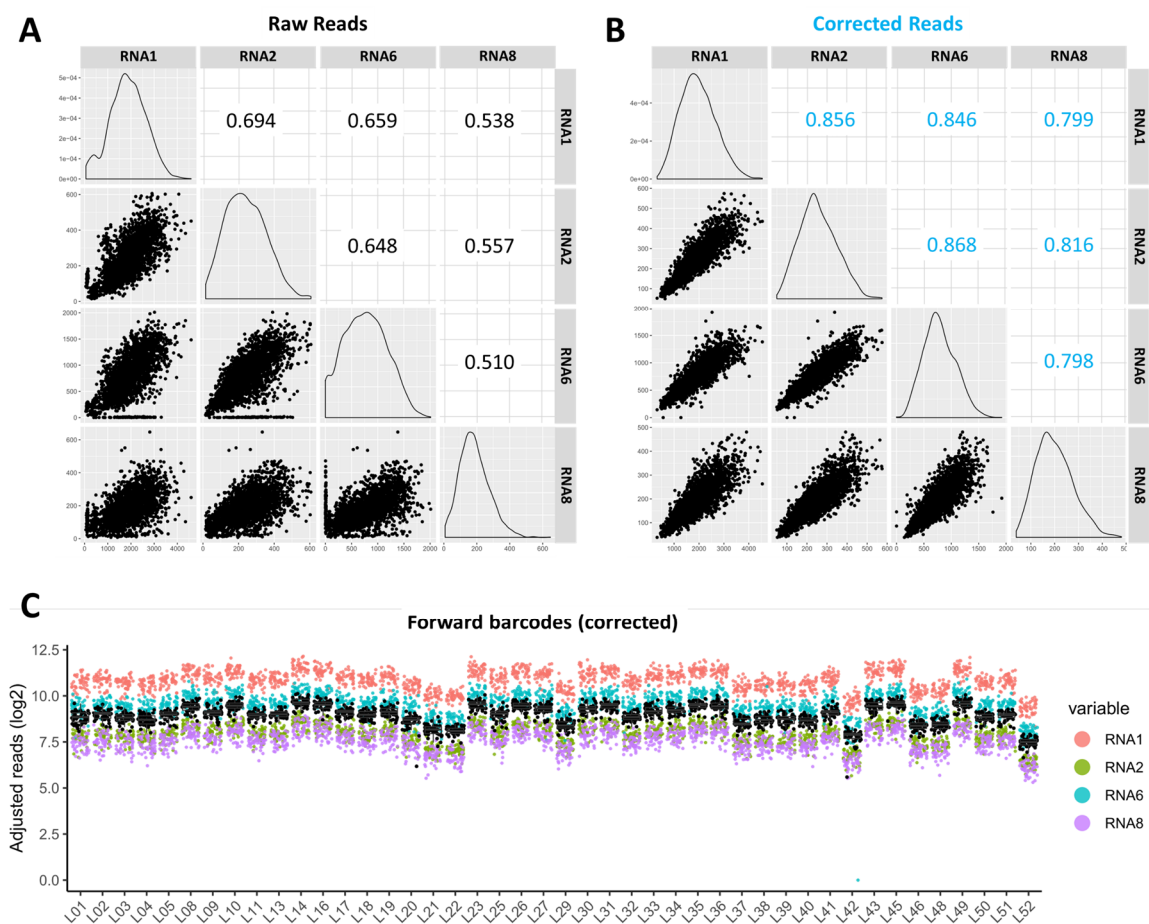 A Raw Reads
RNA1 RNA2 RNA6 RNA8
5e-04
4e-04
3e-04
2e-04
1e-04
0e+00
0.694 0.659 0.538
RNA1
600
400
200
0
0.648 0.557
RNA2
2000
1500
1000
500
0
0.510
RNA6
600
400
200
0
RNA8
0 1000 2000 3000 4000 0 200 400 600 0 500 1000 1500 2000 0 200 400 600
B Corrected Reads
RNA1 RNA2 RNA6 RNA8
4e-04
2e-04
0e+00
0.856 0.846 0.799
RNA1
600
500
400
300
200
100
0.868 0.816
RNA2
2000
1500
1000
500
0
0.798
RNA6
500
400
300
200
100
RNA8
1000 2000 3000 4000 100 200 300 400 500 600 0 500 1000 1500 2000 100 200 300 400 50
C
Forward barcodes (corrected)
Adjusted reads (log2)
12.5
10.0
7.5
5.0
2.5
0.0
L01 L02 L03 L04 L05 L08 L09 L10 L11 L13 L14 L16 L17 L18 L19 L20 L21 L22 L23 L25 L26 L27 L29 L30 L31 L32 L33 L34 L35 L36 L37 L38 L39 L40 L41 L42 L43 L45 L46 L48 L49 L50 L51 52
variable
RNA1
RNA2
RNA6
RNA8